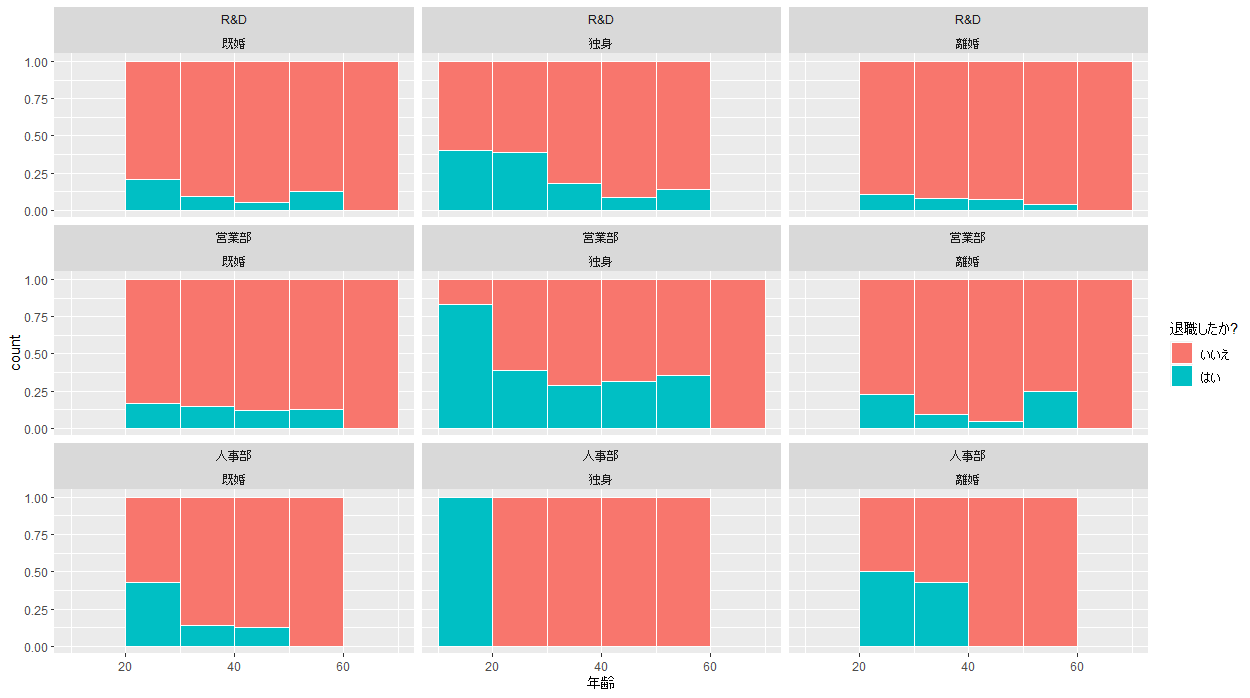 R&D
既婚
R&D
独身
R&D
離婚
1.00
0.75
0.50
0.25
0.00
営業部
既婚
営業部
独身
営業部
離婚
1.00
0.75
0.50
0.25
0.00
count
人事部
既婚
人事部
独身
人事部
離婚
1.00
0.75
0.50
0.25
0.00
20 40 60
20 40 60
20 40 60
年齢
退職したか?
いいえ
はい